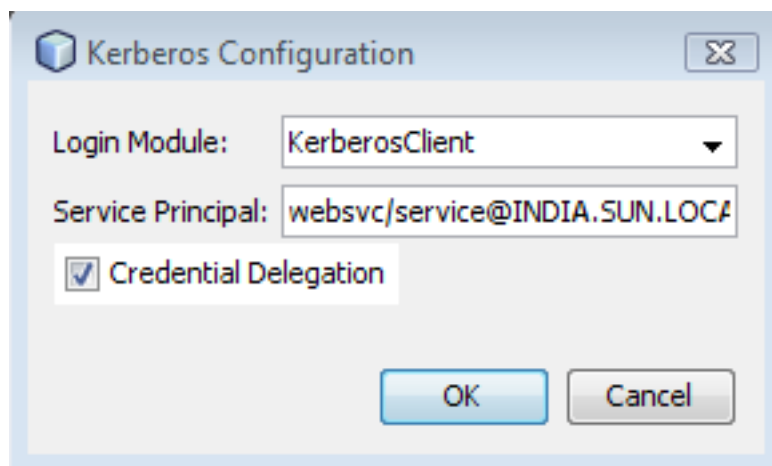 Kerberos Configuration
Login Module: KerberosClient
Service Principal: websvc/service@INDIA.SUN.LOCA
Credential Delegation
OK Cancel